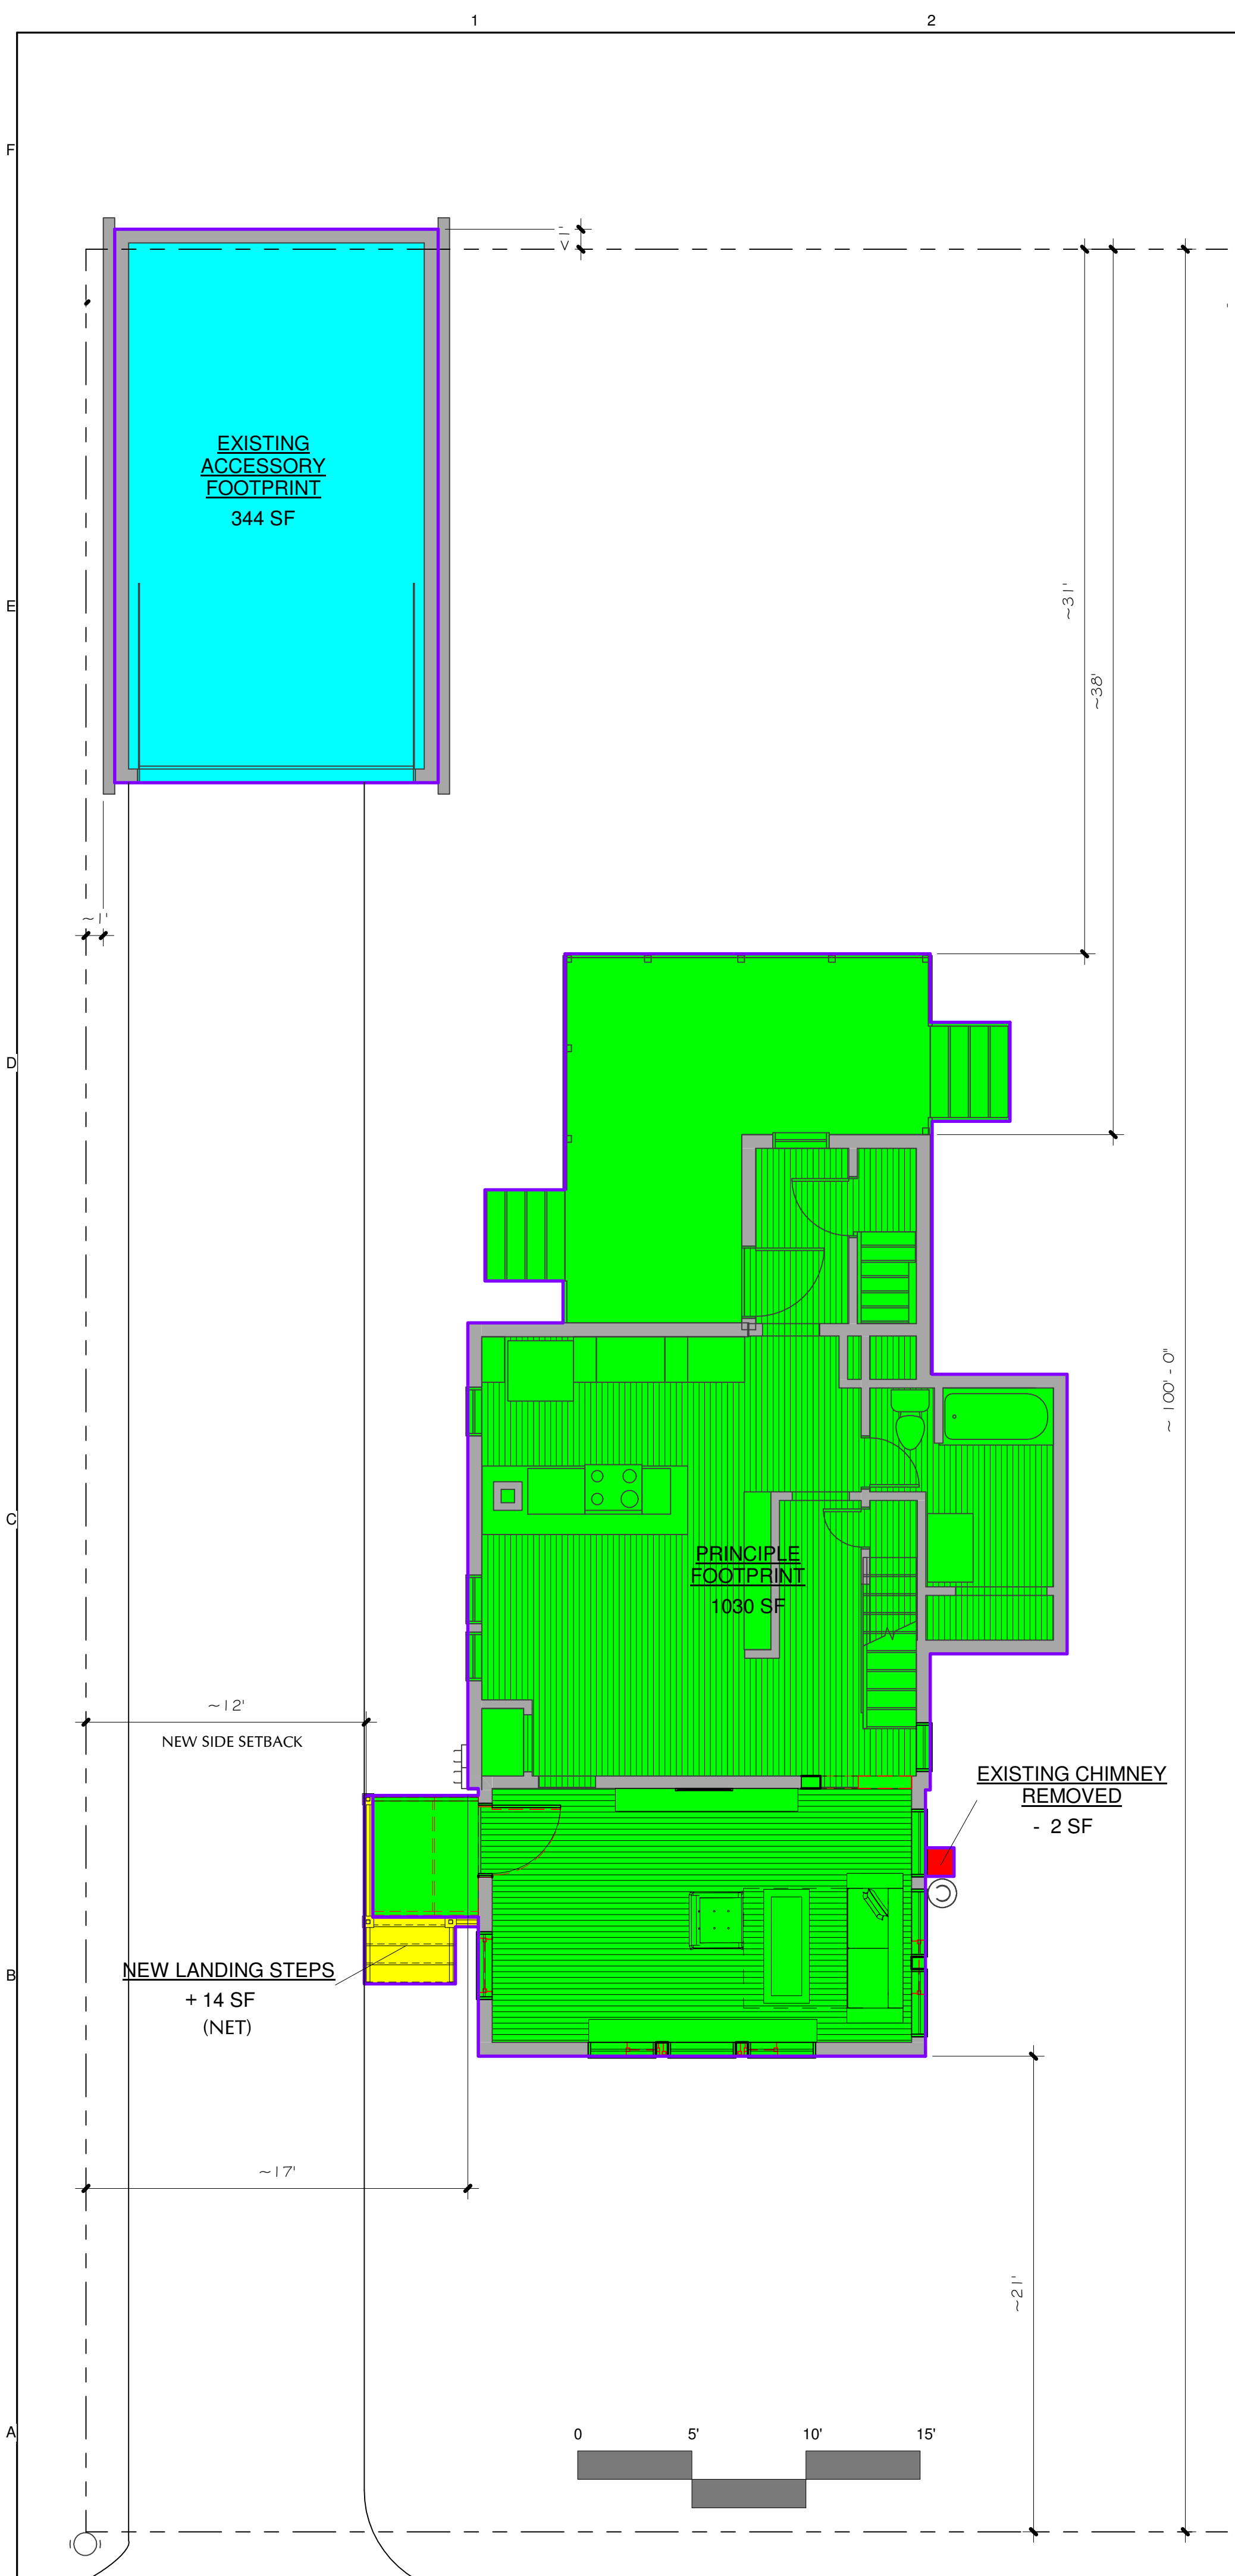 1
2
F
<1'
EXISTING
ACCESSORY
FOOTPRINT
344 SF
E
~31'
~38'
~1'
D
~ 100' - 0"
C
PRINCIPLE
FOOTPRINT
1030 SF
~12'
NEW SIDE SETBACK
EXISTING CHIMNEY
REMOVED
- 2 SF
B
NEW LANDING STEPS
+ 14 SF
(NET)
~17'
~21'
A
0 5' 10' 15'